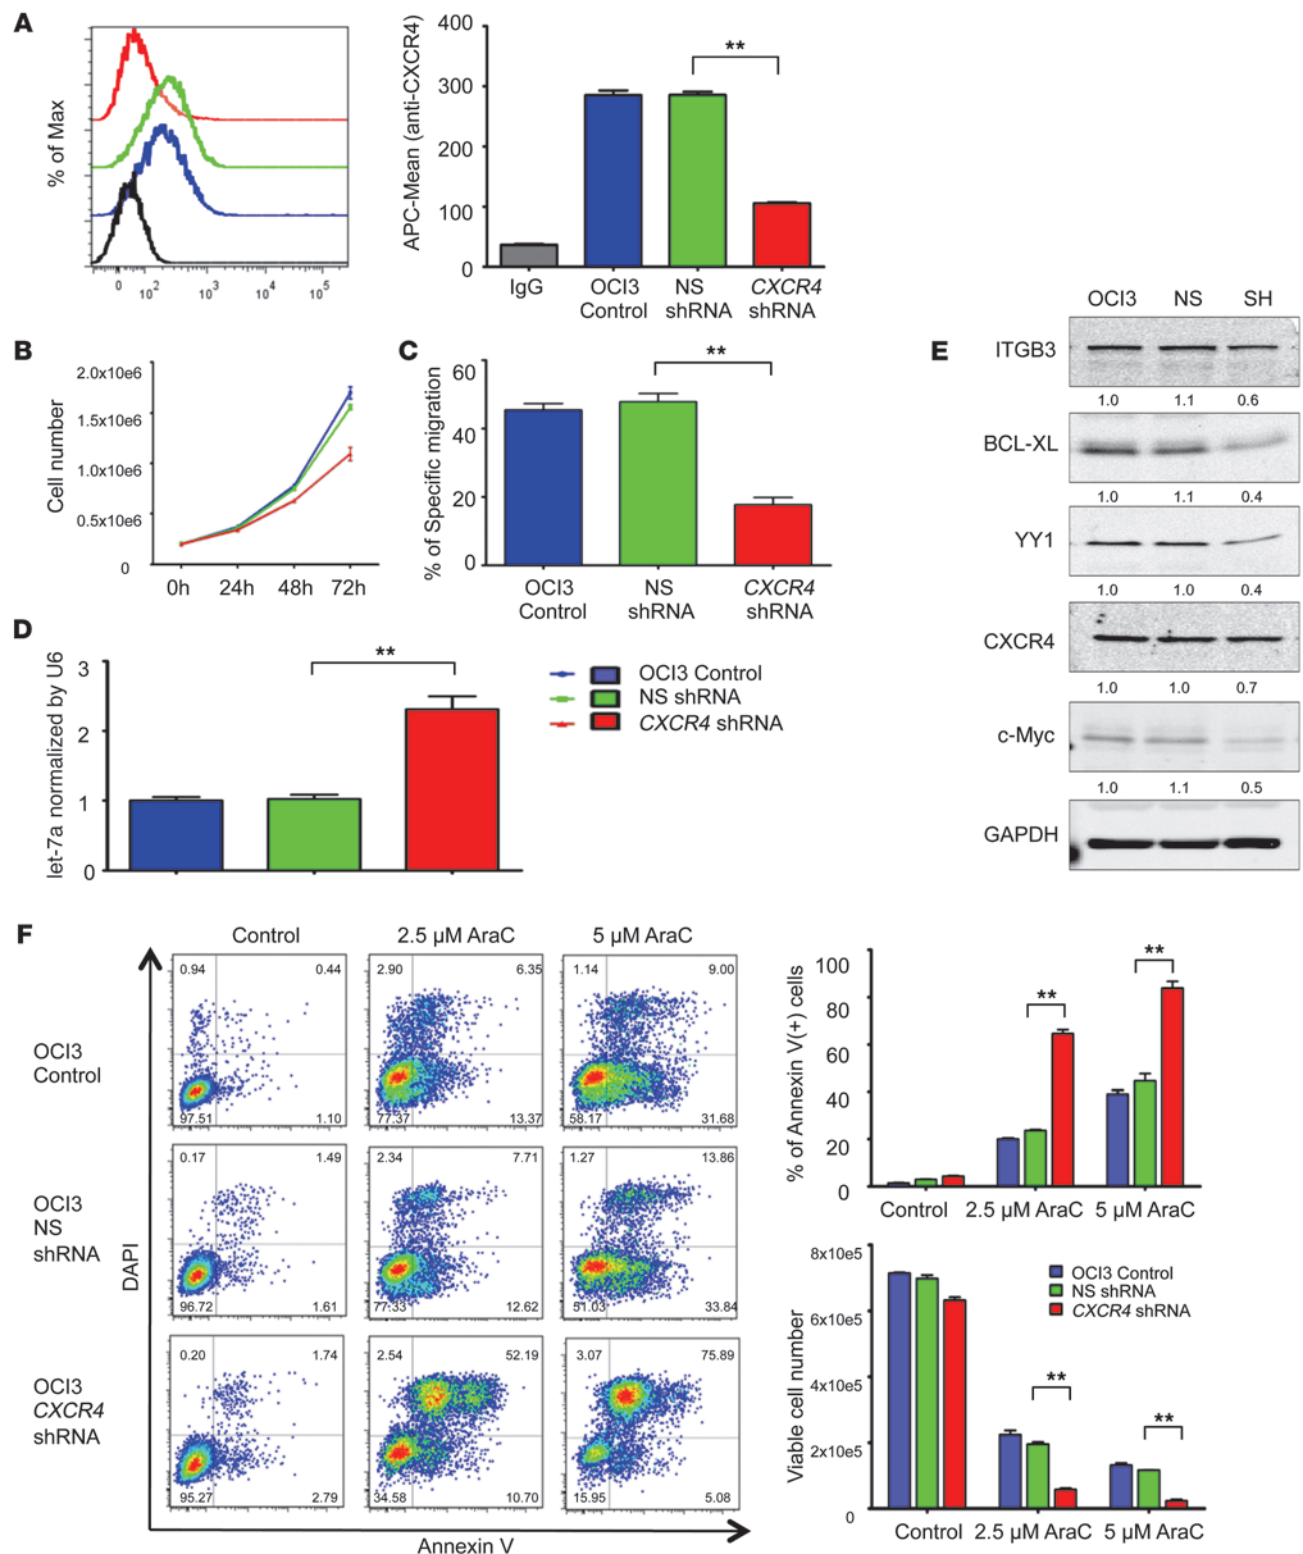 A
% of Max
0 10² 10³ 10⁴ 10⁵
APC-Mean (anti-CXCR4)
400
300
200
100
0
**
IgG
OCI3
Control
NS
shRNA
CXCR4
shRNA
B
Cell number
2.0x10e6
1.5x10e6
1.0x10e6
0.5x10e6
0
0h 24h 48h 72h
C
% of Specific migration
60
40
20
0
**
OCI3
Control
NS
shRNA
CXCR4
shRNA
D
let-7a normalized by U6
3
2
1
0
**
OCI3 Control
NS shRNA
CXCR4 shRNA
E
OCI3 NS SH
ITGB3
1.0 1.1 0.6
BCL-XL
1.0 1.1 0.4
YY1
1.0 1.0 0.4
CXCR4
1.0 1.0 0.7
c-Myc
1.0 1.1 0.5
GAPDH
F
Control 2.5 µM AraC 5 µM AraC
OCI3
Control
0.94 0.44 2.90 6.35 1.14 9.00
97.51 1.10 77.37 13.37 58.17 31.68
OCI3
NS
shRNA
0.17 1.49 2.34 7.71 1.27 13.86
96.72 1.61 77.33 12.62 51.03 33.84
OCI3
CXCR4
shRNA
0.20 1.74 2.54 52.19 3.07 75.89
95.27 2.79 34.58 10.70 15.95 5.08
DAPI
Annexin V
% of Annexin V(+) cells
100
80
60
40
20
0
**
**
Control 2.5 µM AraC 5 µM AraC
Viable cell number
8x10e5
6x10e5
4x10e5
2x10e5
0
OCI3 Control
NS shRNA
CXCR4 shRNA
**
**
Control 2.5 µM AraC 5 µM AraC